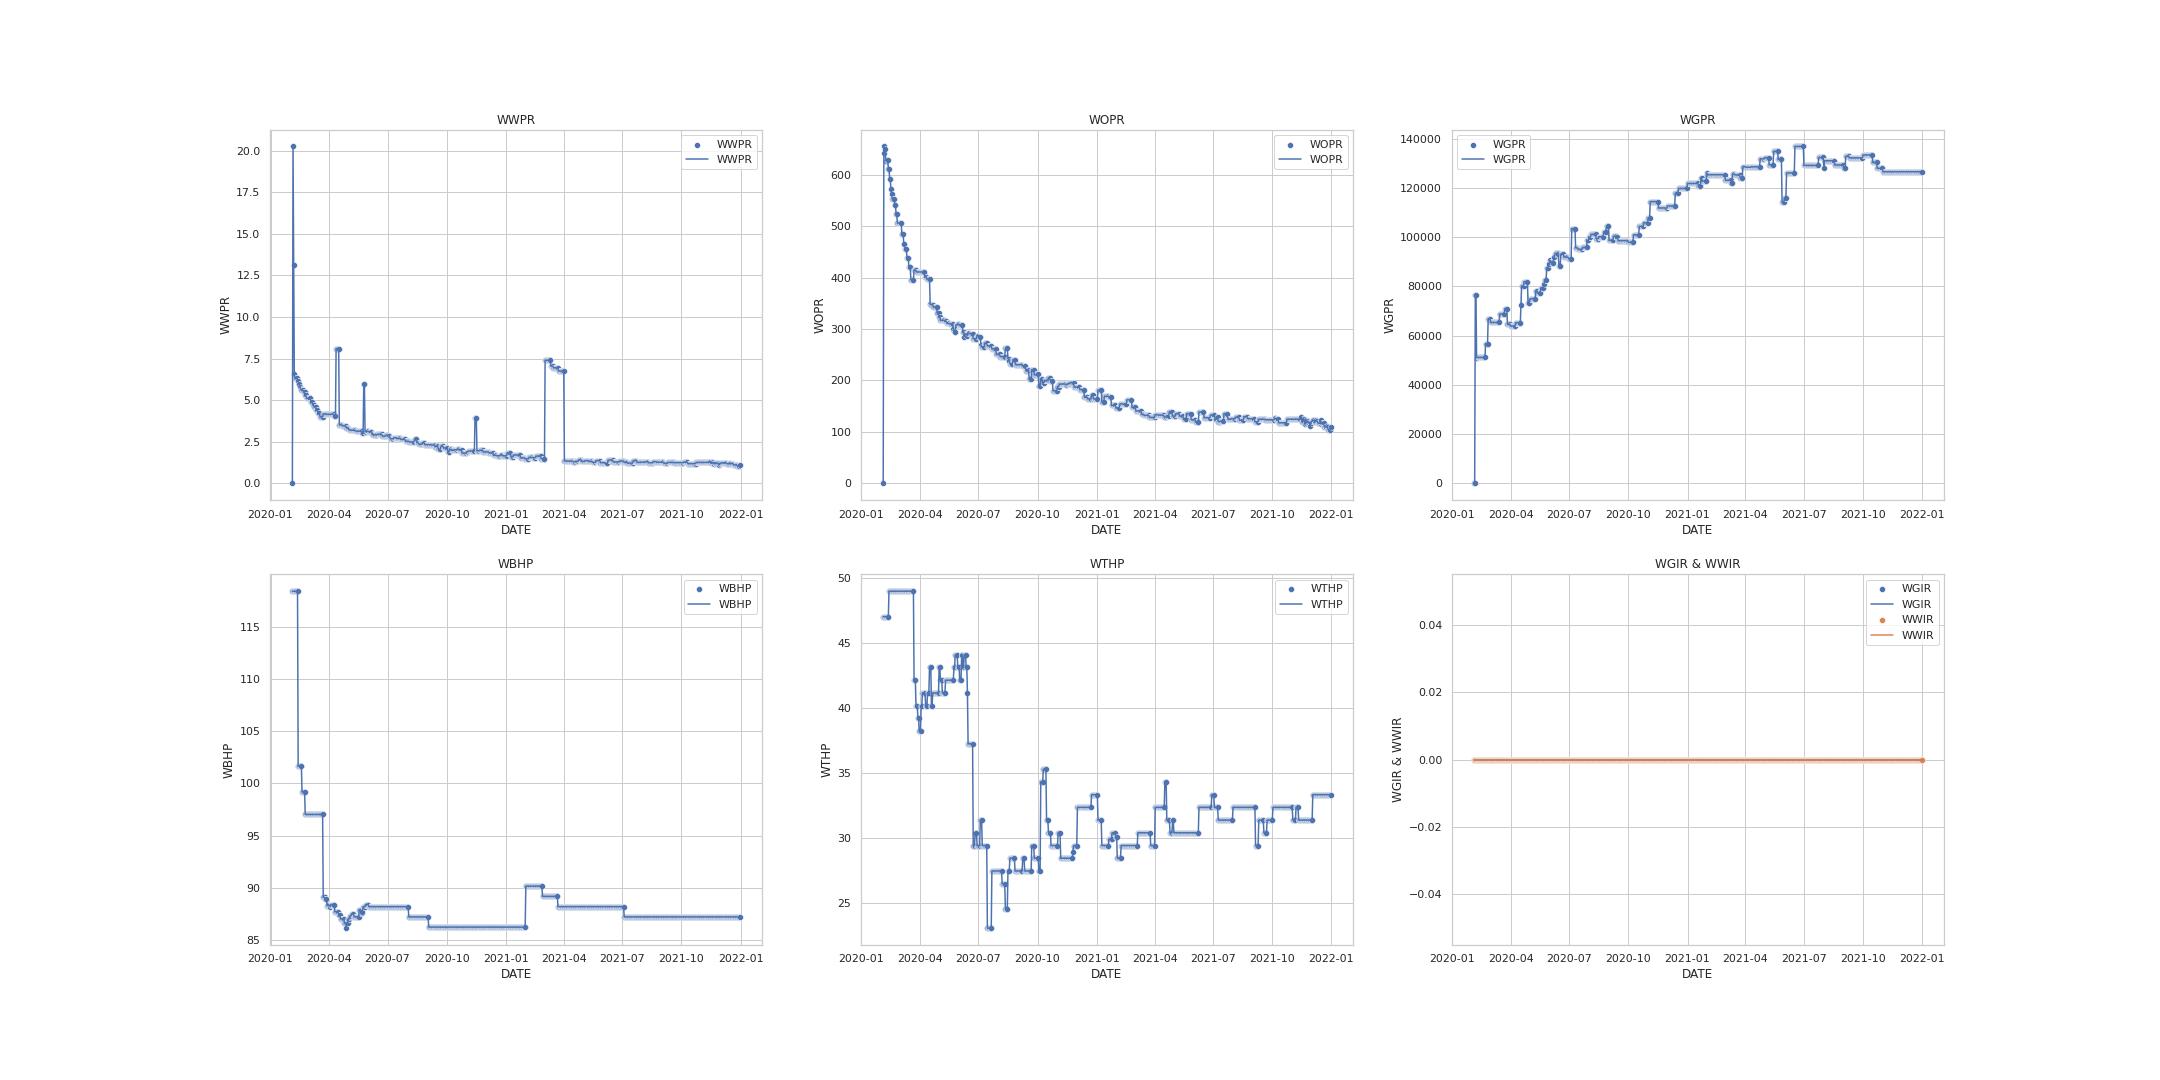 WWPR
20.0
17.5
15.0
12.5
10.0
7.5
5.0
2.5
0.0
WWPR
WWPR
WWPR
2020-01 2020-04 2020-07 2020-10 2021-01 2021-04 2021-07 2021-10 2022-01
DATE
WOPR
600
500
400
300
200
100
0
WOPR
WOPR
WOPR
2020-01 2020-04 2020-07 2020-10 2021-01 2021-04 2021-07 2021-10 2022-01
DATE
WGPR
140000
120000
100000
80000
60000
40000
20000
0
WGPR
WGPR
WGPR
2020-01 2020-04 2020-07 2020-10 2021-01 2021-04 2021-07 2021-10 2022-01
DATE
WBHP
115
110
105
100
95
90
85
WBHP
WBHP
WBHP
2020-01 2020-04 2020-07 2020-10 2021-01 2021-04 2021-07 2021-10 2022-01
DATE
WTHP
50
45
40
35
30
25
WTHP
WTHP
WTHP
2020-01 2020-04 2020-07 2020-10 2021-01 2021-04 2021-07 2021-10 2022-01
DATE
WGIR & WWIR
0.04
0.02
0.00
−0.02
−0.04
WGIR & WWIR
WGIR
WGIR
WWIR
WWIR
2020-01 2020-04 2020-07 2020-10 2021-01 2021-04 2021-07 2021-10 2022-01
DATE